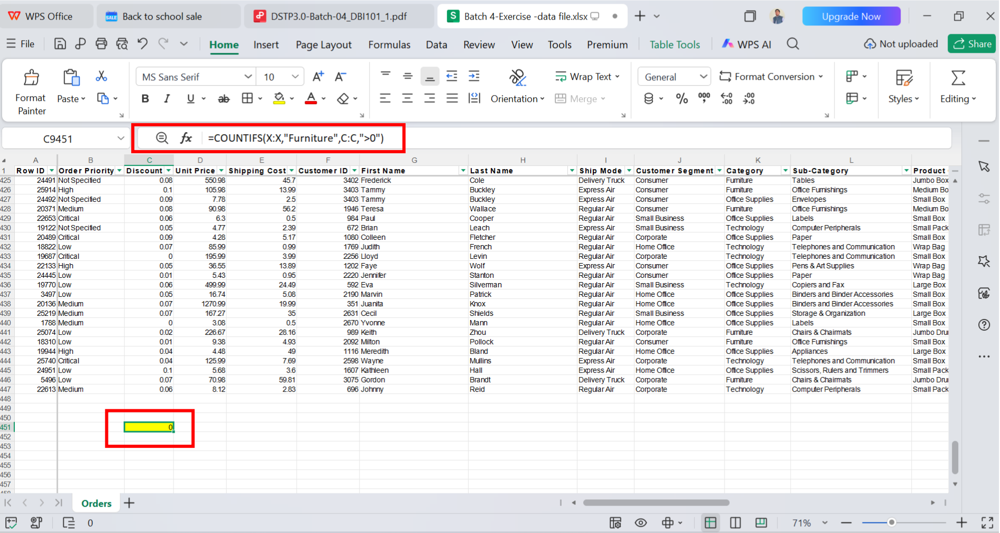 WPS Office Back to school sale DSTP3.0-Batch-04_DBI101_1.pdf Batch 4-Exercise -data file.xlsx Upgrade Now
File Home Insert Page Layout Formulas Data Review View Tools Premium Table Tools WPS AI Not uploaded Share
MS Sans Serif 10 Wrap Text General Format Conversion
Format Painter Paste Orientation Merge Styles Editing
C9451 fx =COUNTIFS(X:X,"Furniture",C:C,">0")
A B C D E F G H I J K L
1 Row ID Order Priority Discount Unit Price Shipping Cost Customer ID First Name Last Name Ship Mode Customer Segment Category Sub-Category Product
425 24491 Not Specified 0.08 550.98 45.7 3402 Frederick Cole Delivery Truck Consumer Furniture Tables Jumbo Box
426 25914 High 0.1 105.98 13.99 3403 Tammy Buckley Express Air Consumer Furniture Office Furnishings Medium Bo
427 24492 Not Specified 0.09 7.78 2.5 3403 Tammy Buckley Express Air Consumer Office Supplies Envelopes Small Box
428 20371 Medium 0.08 90.98 56.2 1946 Teresa Wallace Regular Air Consumer Furniture Office Furnishings Medium Bo
429 22653 Critical 0.06 6.3 0.5 984 Paul Cooper Regular Air Small Business Office Supplies Labels Small Box
430 19122 Not Specified 0.05 4.77 2.39 672 Brian Leach Express Air Small Business Technology Computer Peripherals Small Pack
431 20489 Critical 0.09 4.28 5.17 1080 Colleen Fletcher Regular Air Corporate Office Supplies Paper Small Box
432 18822 Low 0.07 85.99 0.99 1769 Judith French Regular Air Home Office Technology Telephones and Communication Wrap Bag
433 19687 Critical 0 195.99 3.99 2256 Lloyd Levin Regular Air Corporate Technology Telephones and Communication Small Box
434 22133 High 0.05 36.55 13.89 1202 Faye Wolf Express Air Consumer Office Supplies Pens & Art Supplies Wrap Bag
435 24445 Low 0.01 5.43 0.95 2220 Jennifer Stanton Regular Air Consumer Office Supplies Paper Wrap Bag
436 19770 Low 0.06 499.99 24.49 592 Eva Silverman Regular Air Small Business Technology Copiers and Fax Large Box
437 3497 Low 0.05 16.74 5.08 2190 Marvin Patrick Regular Air Home Office Office Supplies Binders and Binder Accessories Small Box
438 20136 Medium 0.07 1270.99 19.99 351 Juanita Knox Regular Air Home Office Office Supplies Binders and Binder Accessories Small Box
439 25219 Medium 0.07 167.27 35 2631 Cecil Shields Regular Air Small Business Office Supplies Storage & Organization Large Box
440 1788 Medium 0 3.08 0.5 2670 Yvonne Mann Regular Air Home Office Office Supplies Labels Small Box
441 25074 Low 0.02 226.67 28.16 989 Keith Zhou Delivery Truck Corporate Furniture Chairs & Chairmats Jumbo Dru
442 18310 Low 0.01 9.38 4.93 2092 Milton Pollock Regular Air Consumer Furniture Office Furnishings Small Box
443 19944 High 0.04 4.48 49 1116 Meredith Bland Regular Air Home Office Office Supplies Appliances Large Box
444 25740 Critical 0.04 125.99 7.69 2598 Wayne Mullins Express Air Corporate Technology Telephones and Communication Small Box
445 24951 Low 0.1 5.68 3.6 1607 Kathleen Hall Express Air Home Office Office Supplies Scissors, Rulers and Trimmers Small Pack
446 5496 Low 0.07 70.98 59.81 3075 Gordon Brandt Delivery Truck Corporate Furniture Chairs & Chairmats Jumbo Dru
447 22613 Medium 0.06 8.12 2.83 696 Johnny Reid Regular Air Corporate Technology Computer Peripherals Small Pack
448
449
450
451 0
452
453
454
455
456
457
Orders
0 71%